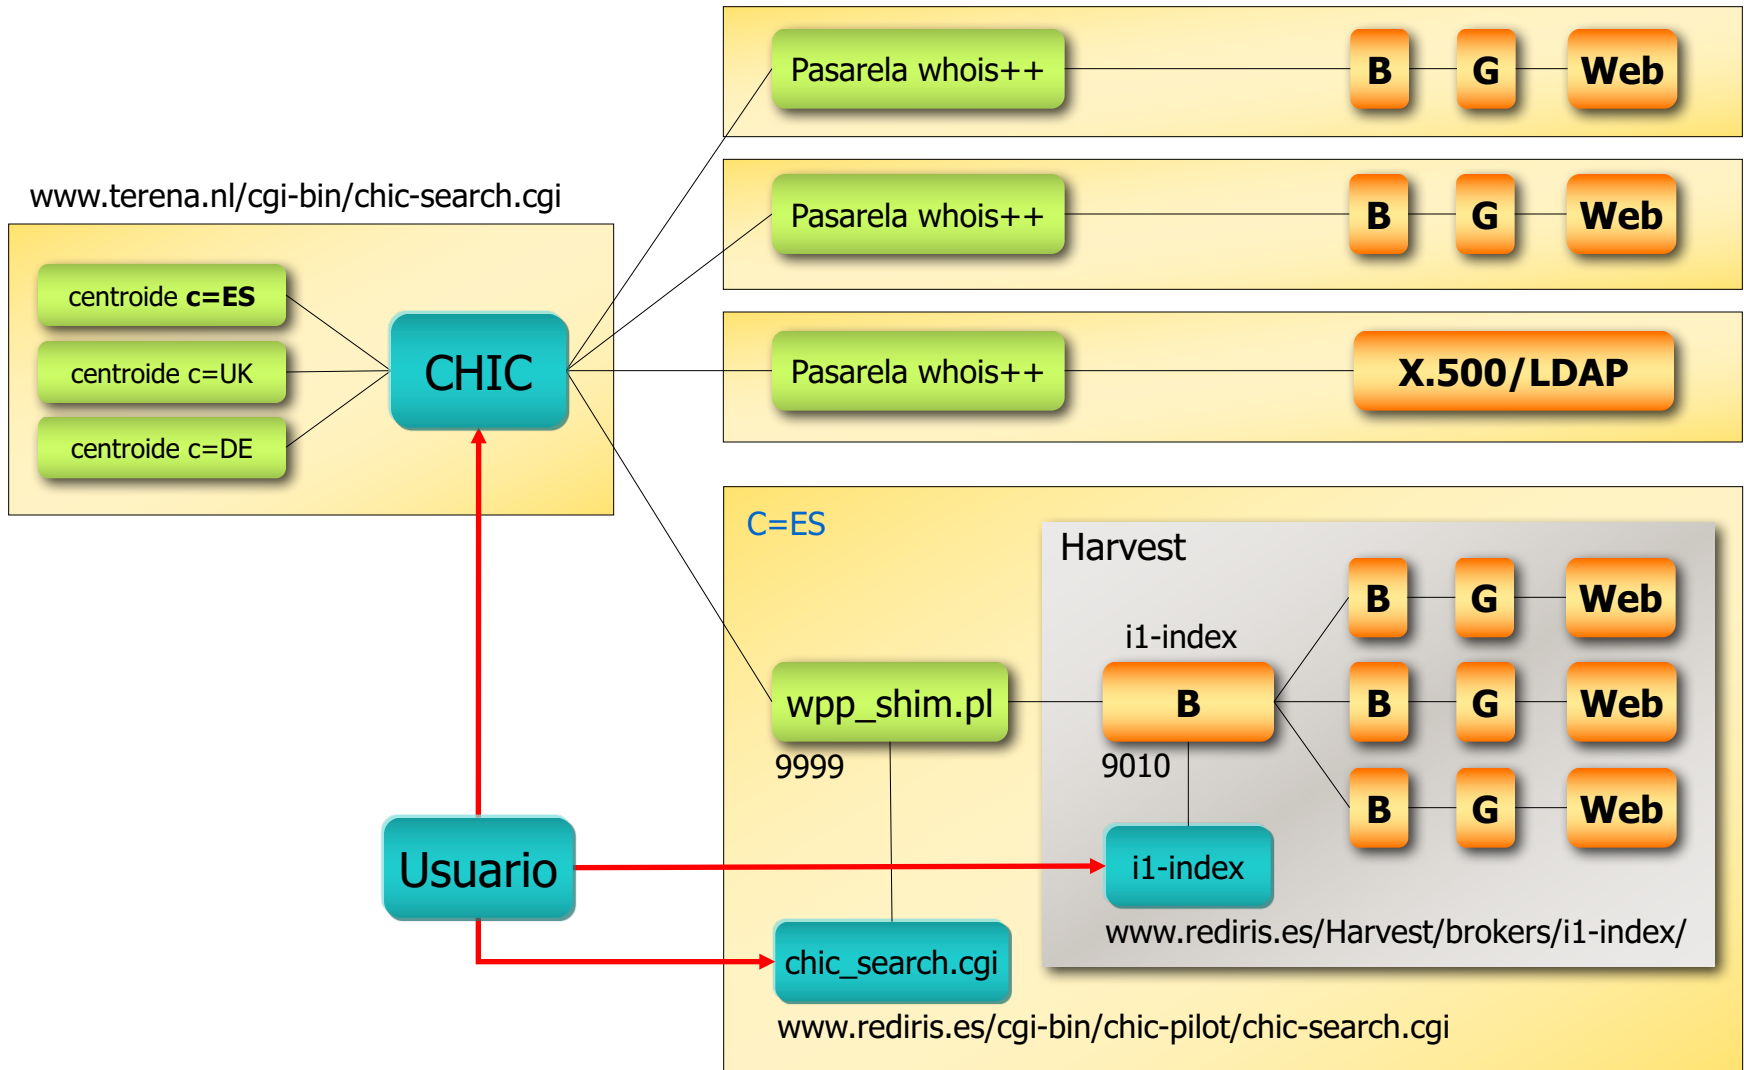 Pasarela whois++
B
G
Web
www.terena.nl/cgi-bin/chic-search.cgi
Pasarela whois++
B
G
Web
centroide c=ES
centroide c=UK
centroide c=DE
CHIC
Pasarela whois++
X.500/LDAP
C=ES
Harvest
B
G
Web
i1-index
wpp_shim.pl
B
B
G
Web
9999
9010
B
G
Web
Usuario
i1-index
www.rediris.es/Harvest/brokers/i1-index/
chic_search.cgi
www.rediris.es/cgi-bin/chic-pilot/chic-search.cgi